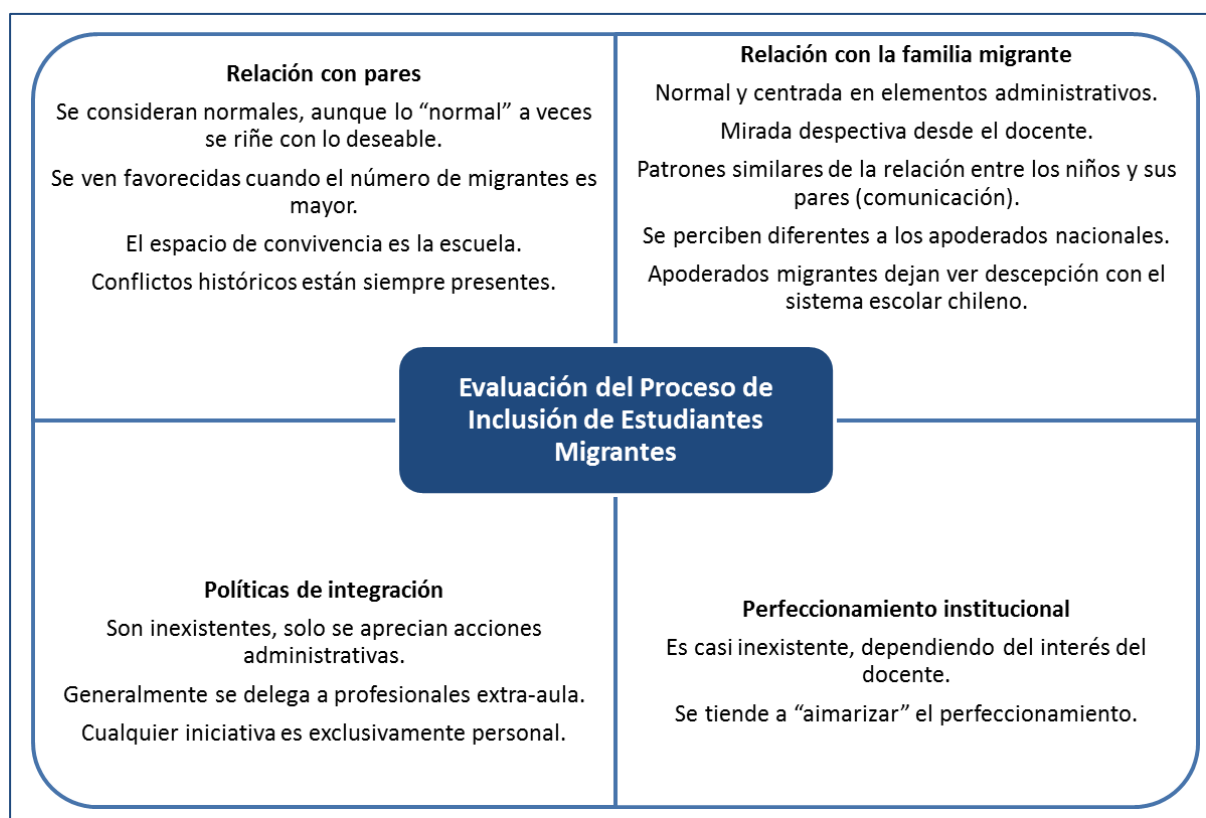 Relación con pares
Se consideran normales, aunque lo “normal” a veces
se riñe con lo deseable.
Se ven favorecidas cuando el número de migrantes es
mayor.
El espacio de convivencia es la escuela.
Conflictos históricos están siempre presentes.
Relación con la familia migrante
Normal y centrada en elementos administrativos.
Mirada despectiva desde el docente.
Patrones similares de la relación entre los niños y sus
pares (comunicación).
Se perciben diferentes a los apoderados nacionales.
Apoderados migrantes dejan ver descepción con el
sistema escolar chileno.
Evaluación del Proceso de
Inclusión de Estudiantes
Migrantes
Políticas de integración
Son inexistentes, solo se aprecian acciones
administrativas.
Generalmente se delega a profesionales extra-aula.
Cualquier iniciativa es exclusivamente personal.
Perfeccionamiento institucional
Es casi inexistente, dependiendo del interés del
docente.
Se tiende a “aimarizar” el perfeccionamiento.